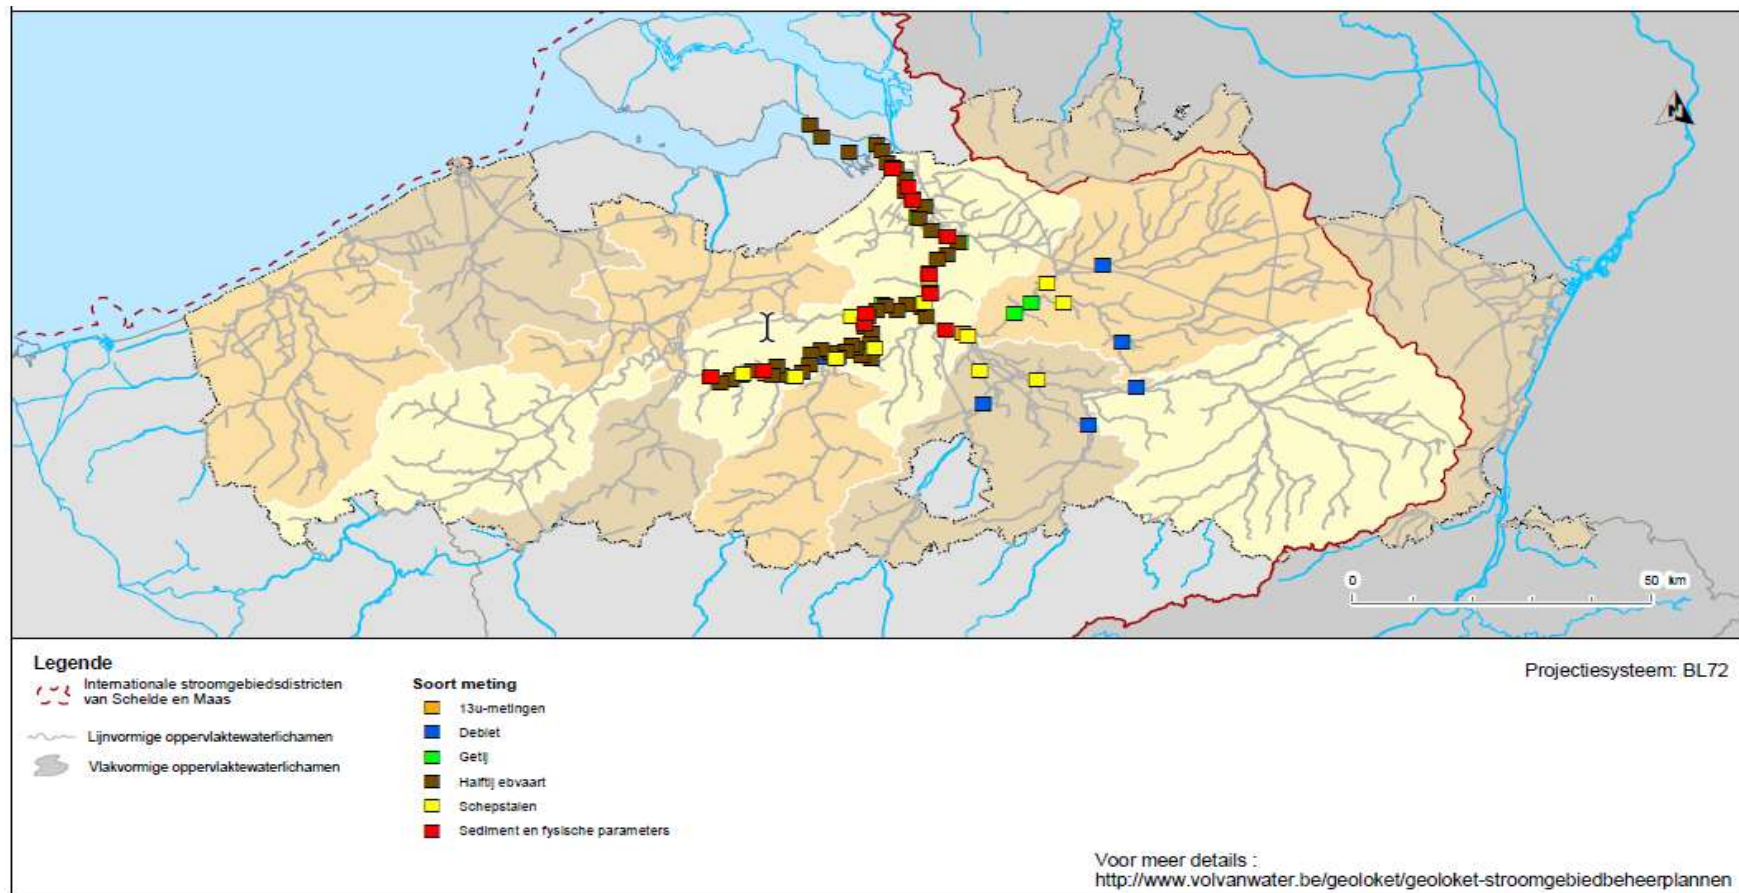 N
0 50 km
Legende
Internationale stroomgebiedsdistricten
van Schelde en Maas
Lijnvormige oppervlaktewaterlichamen
Vlakvormige oppervlaktewaterlichamen
Soort meting
13u-metingen
Debiet
Getij
Halftij ebvaart
Schepstalen
Sediment en fysische parameters
Projectiesysteem: BL72
Voor meer details :
http://www.volvanwater.be/geoloket/geoloket-stroomgebiedbeheerplannen